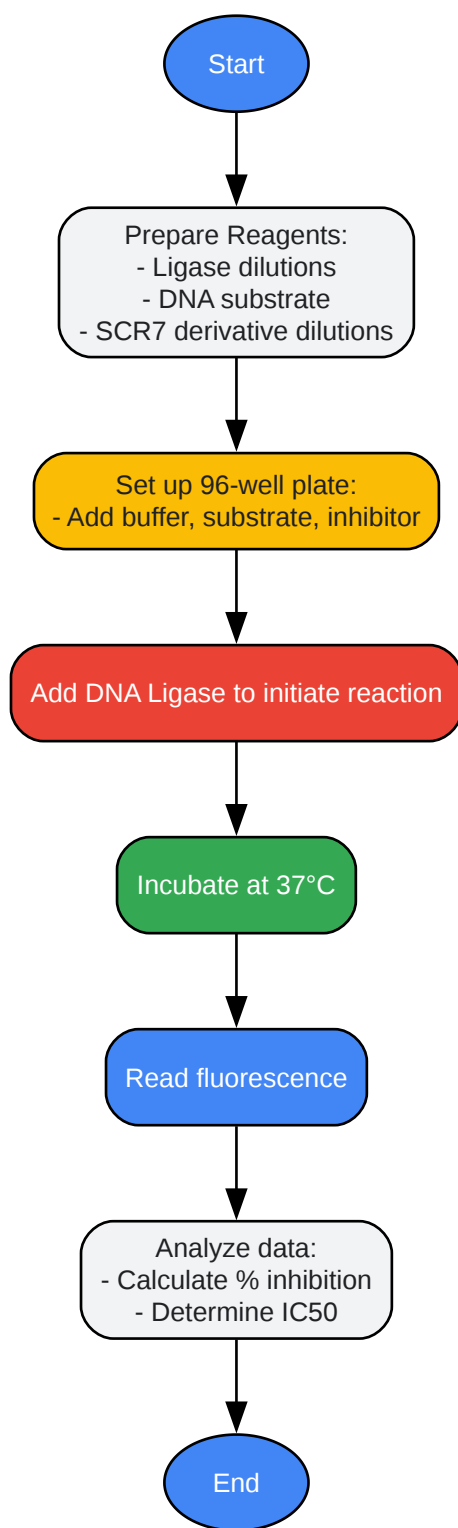 Start
Prepare Reagents:
- Ligase dilutions
- DNA substrate
- SCR7 derivative dilutions
Set up 96-well plate:
- Add buffer, substrate, inhibitor
Add DNA Ligase to initiate reaction
Incubate at 37°C
Read fluorescence
Analyze data:
- Calculate % inhibition
- Determine IC50
End